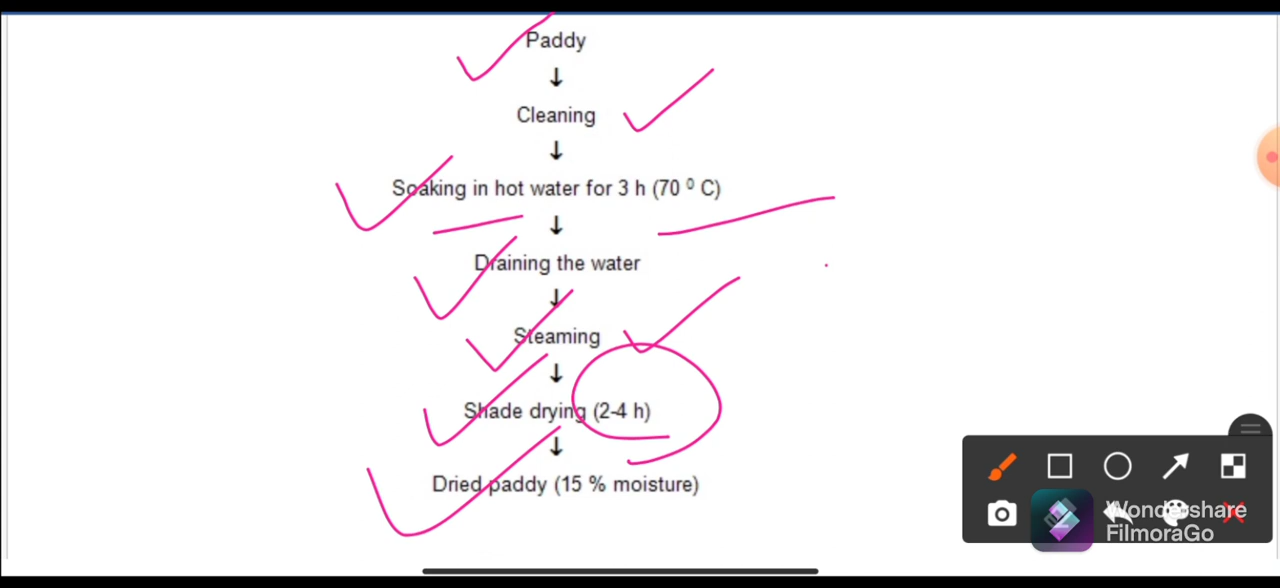 Paddy
↓
Cleaning
↓
Soaking in hot water for 3 h (70 ⁰ C)
↓
Draining the water
↓
Steaming
↓
Shade drying (2-4 h)
↓
Dried paddy (15 % moisture)
Wondershare
FilmoraGo